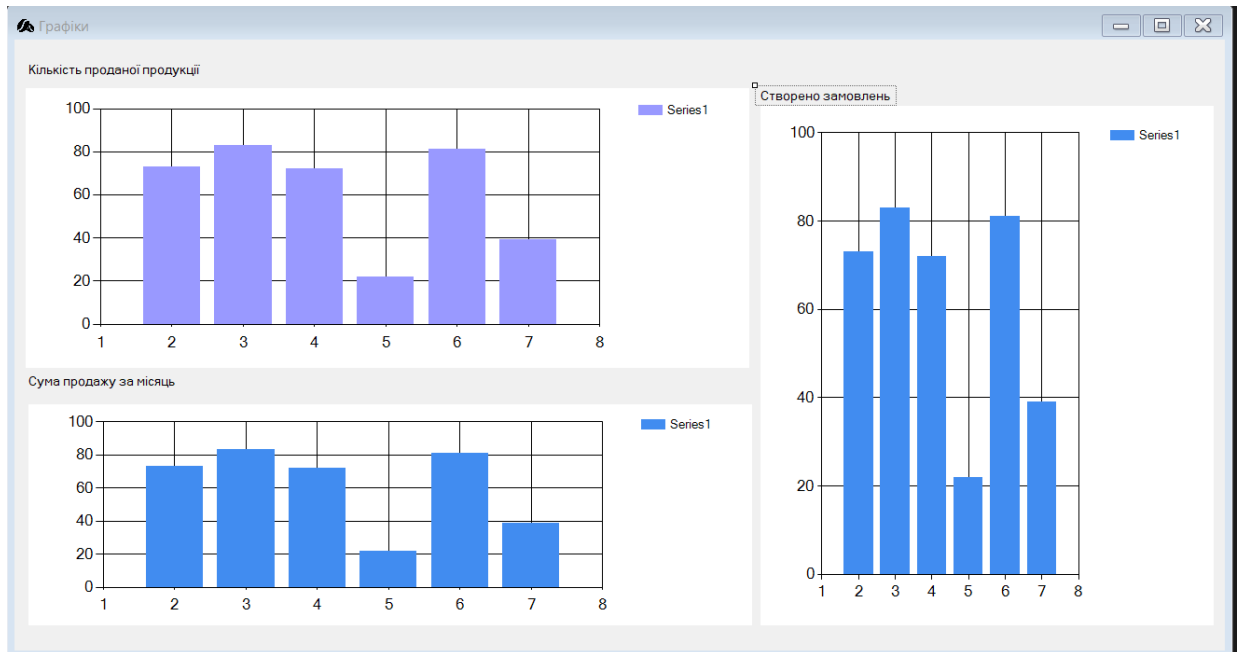 Графіки
Кількість проданої продукції
100
80
60
40
20
0
1 2 3 4 5 6 7 8
Series1
Сума продажу за місяць
100
80
60
40
20
0
1 2 3 4 5 6 7 8
Series1
Створено замовлень
100
80
60
40
20
0
1 2 3 4 5 6 7 8
Series1